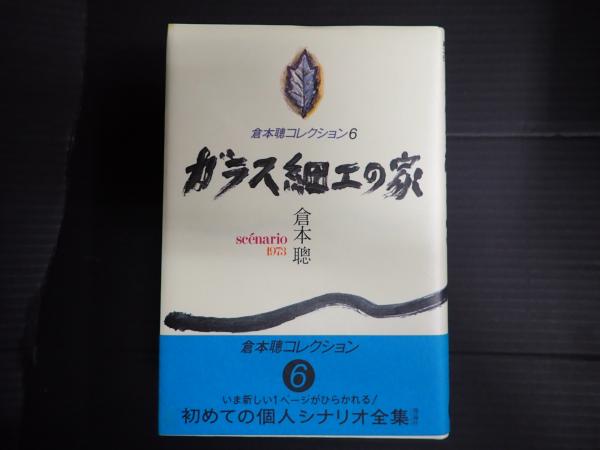 倉本聰コレクション6
ガラス細工の家
倉本聰
scénario
1973
倉本聰コレクション
6
いま新しい1ページがひらかれる!
初めての個人シナリオ全集